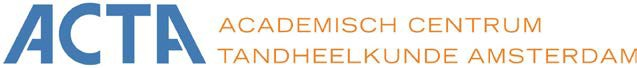 ACTA
ACADEMISCH CENTRUM
TANDHEELKUNDE AMSTERDAM